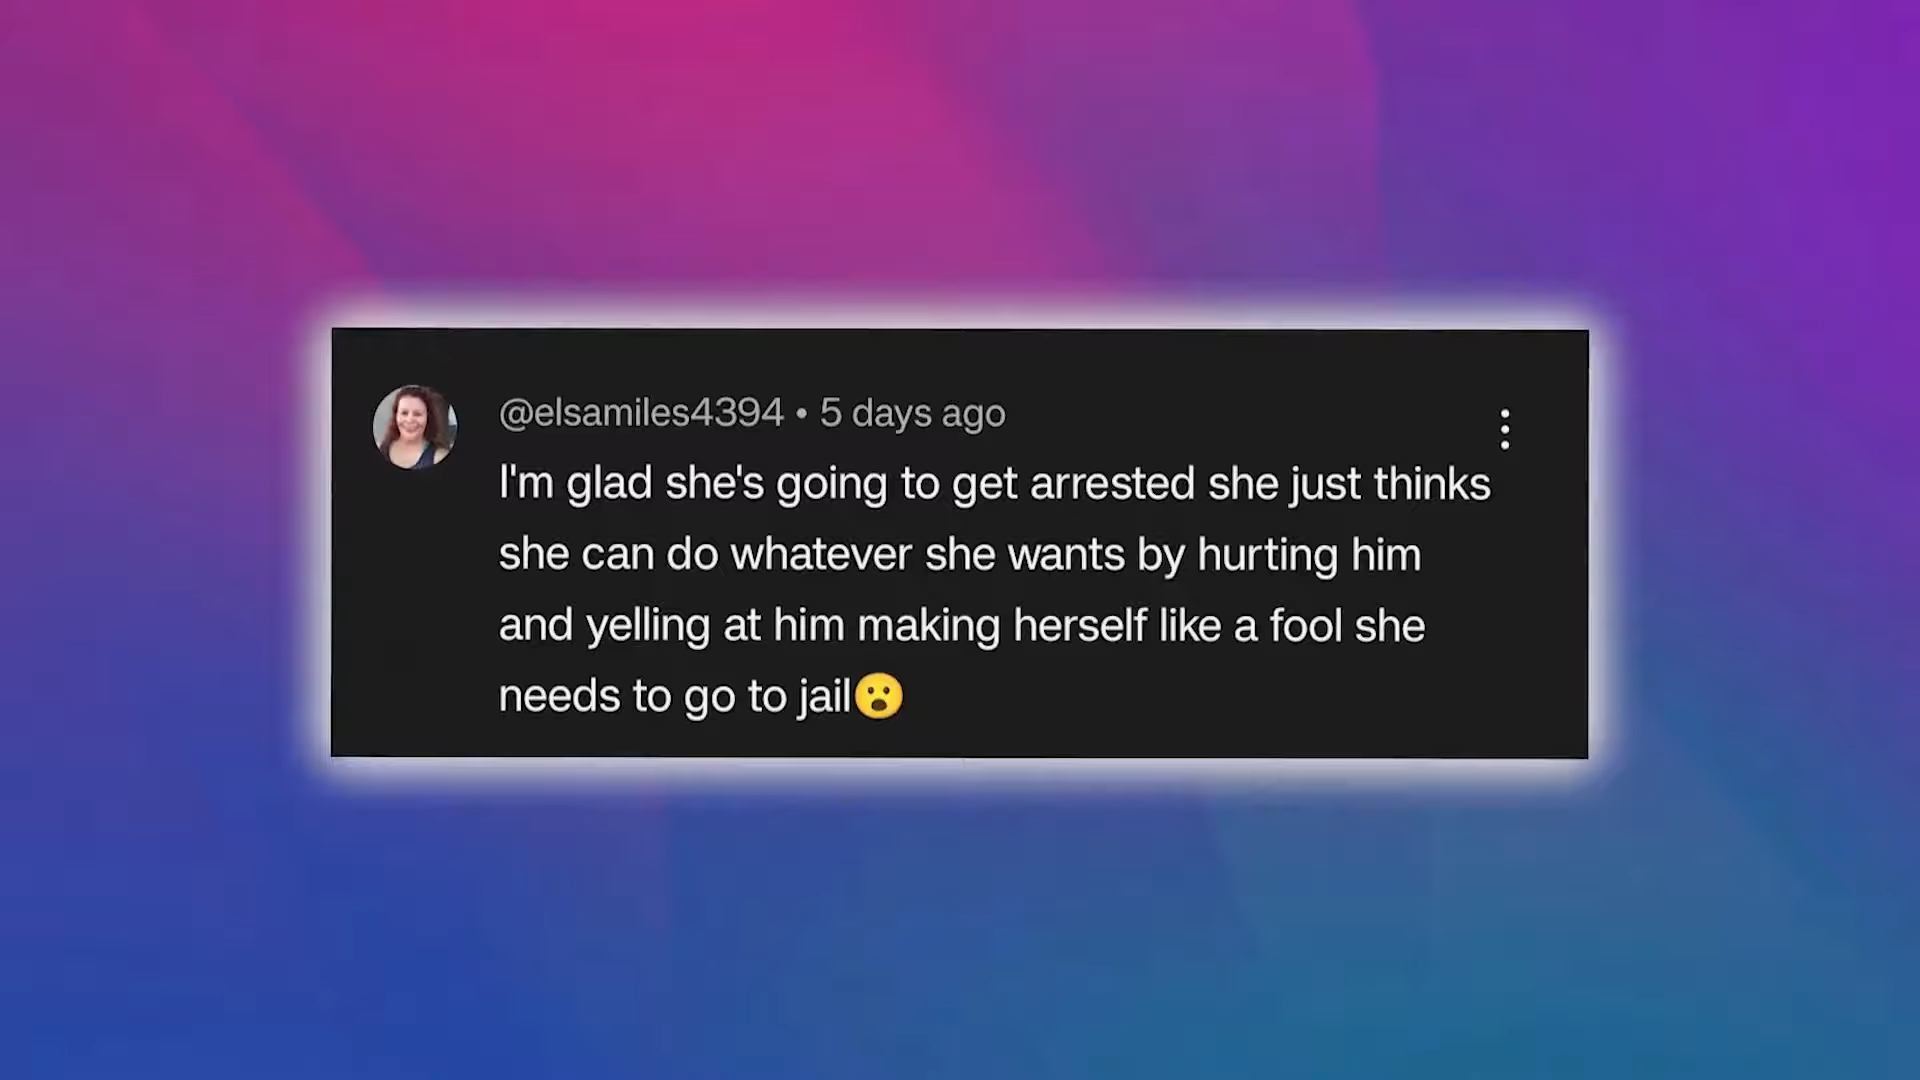 @elsamiles4394 • 5 days ago
I'm glad she's going to get arrested she just thinks
she can do whatever she wants by hurting him
and yelling at him making herself like a fool she
needs to go to jail😮